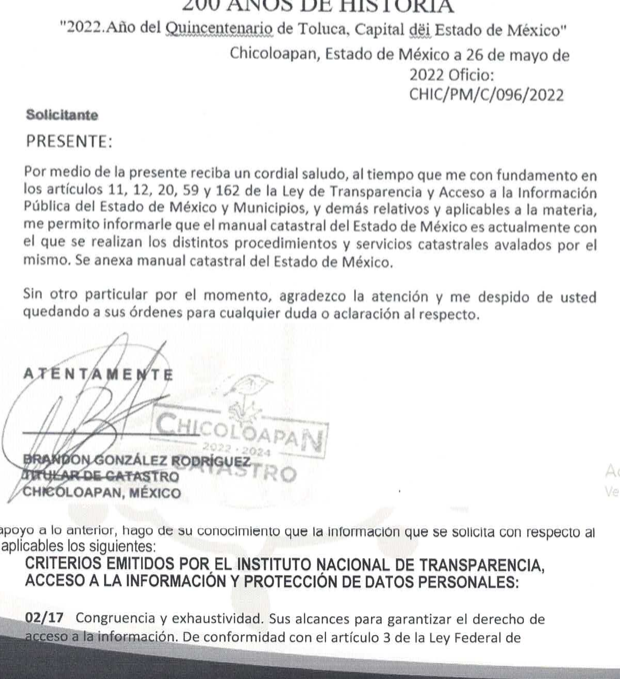 200 AÑOS DE HISTORIA
"2022.Año del Quincentenario de Toluca, Capital dëi Estado de México"
Chicoloapan, Estado de México a 26 de mayo de
2022 Oficio:
CHIC/PM/C/096/2022
Solicitante
PRESENTE:
Por medio de la presente reciba un cordial saludo, al tiempo que me con fundamento en
los artículos 11, 12, 20, 59 y 162 de la Ley de Transparencia y Acceso a la Información
Pública del Estado de México y Municipios, y demás relativos y aplicables a la materia,
me permito informarle que el manual catastral del Estado de México es actualmente con
el que se realizan los distintos procedimientos y servicios catastrales avalados por el
mismo. Se anexa manual catastral del Estado de México.
Sin otro particular por el momento, agradezco la atención y me despido de usted
quedando a sus órdenes para cualquier duda o aclaración al respecto.
ATENTAMENTE
CHICOLOAPAN
2022 - 2024
CATASTRO
BRANDON GONZÁLEZ RODRÍGUEZ
TITULAR DE CATASTRO
CHICOLOAPAN, MÉXICO
apoyo a lo anterior, hago de su conocimiento que la información que se solicita con respecto al
aplicables los siguientes:
CRITERIOS EMITIDOS POR EL INSTITUTO NACIONAL DE TRANSPARENCIA,
ACCESO A LA INFORMACIÓN Y PROTECCIÓN DE DATOS PERSONALES:
02/17 Congruencia y exhaustividad. Sus alcances para garantizar el derecho de
acceso a la información. De conformidad con el artículo 3 de la Ley Federal de